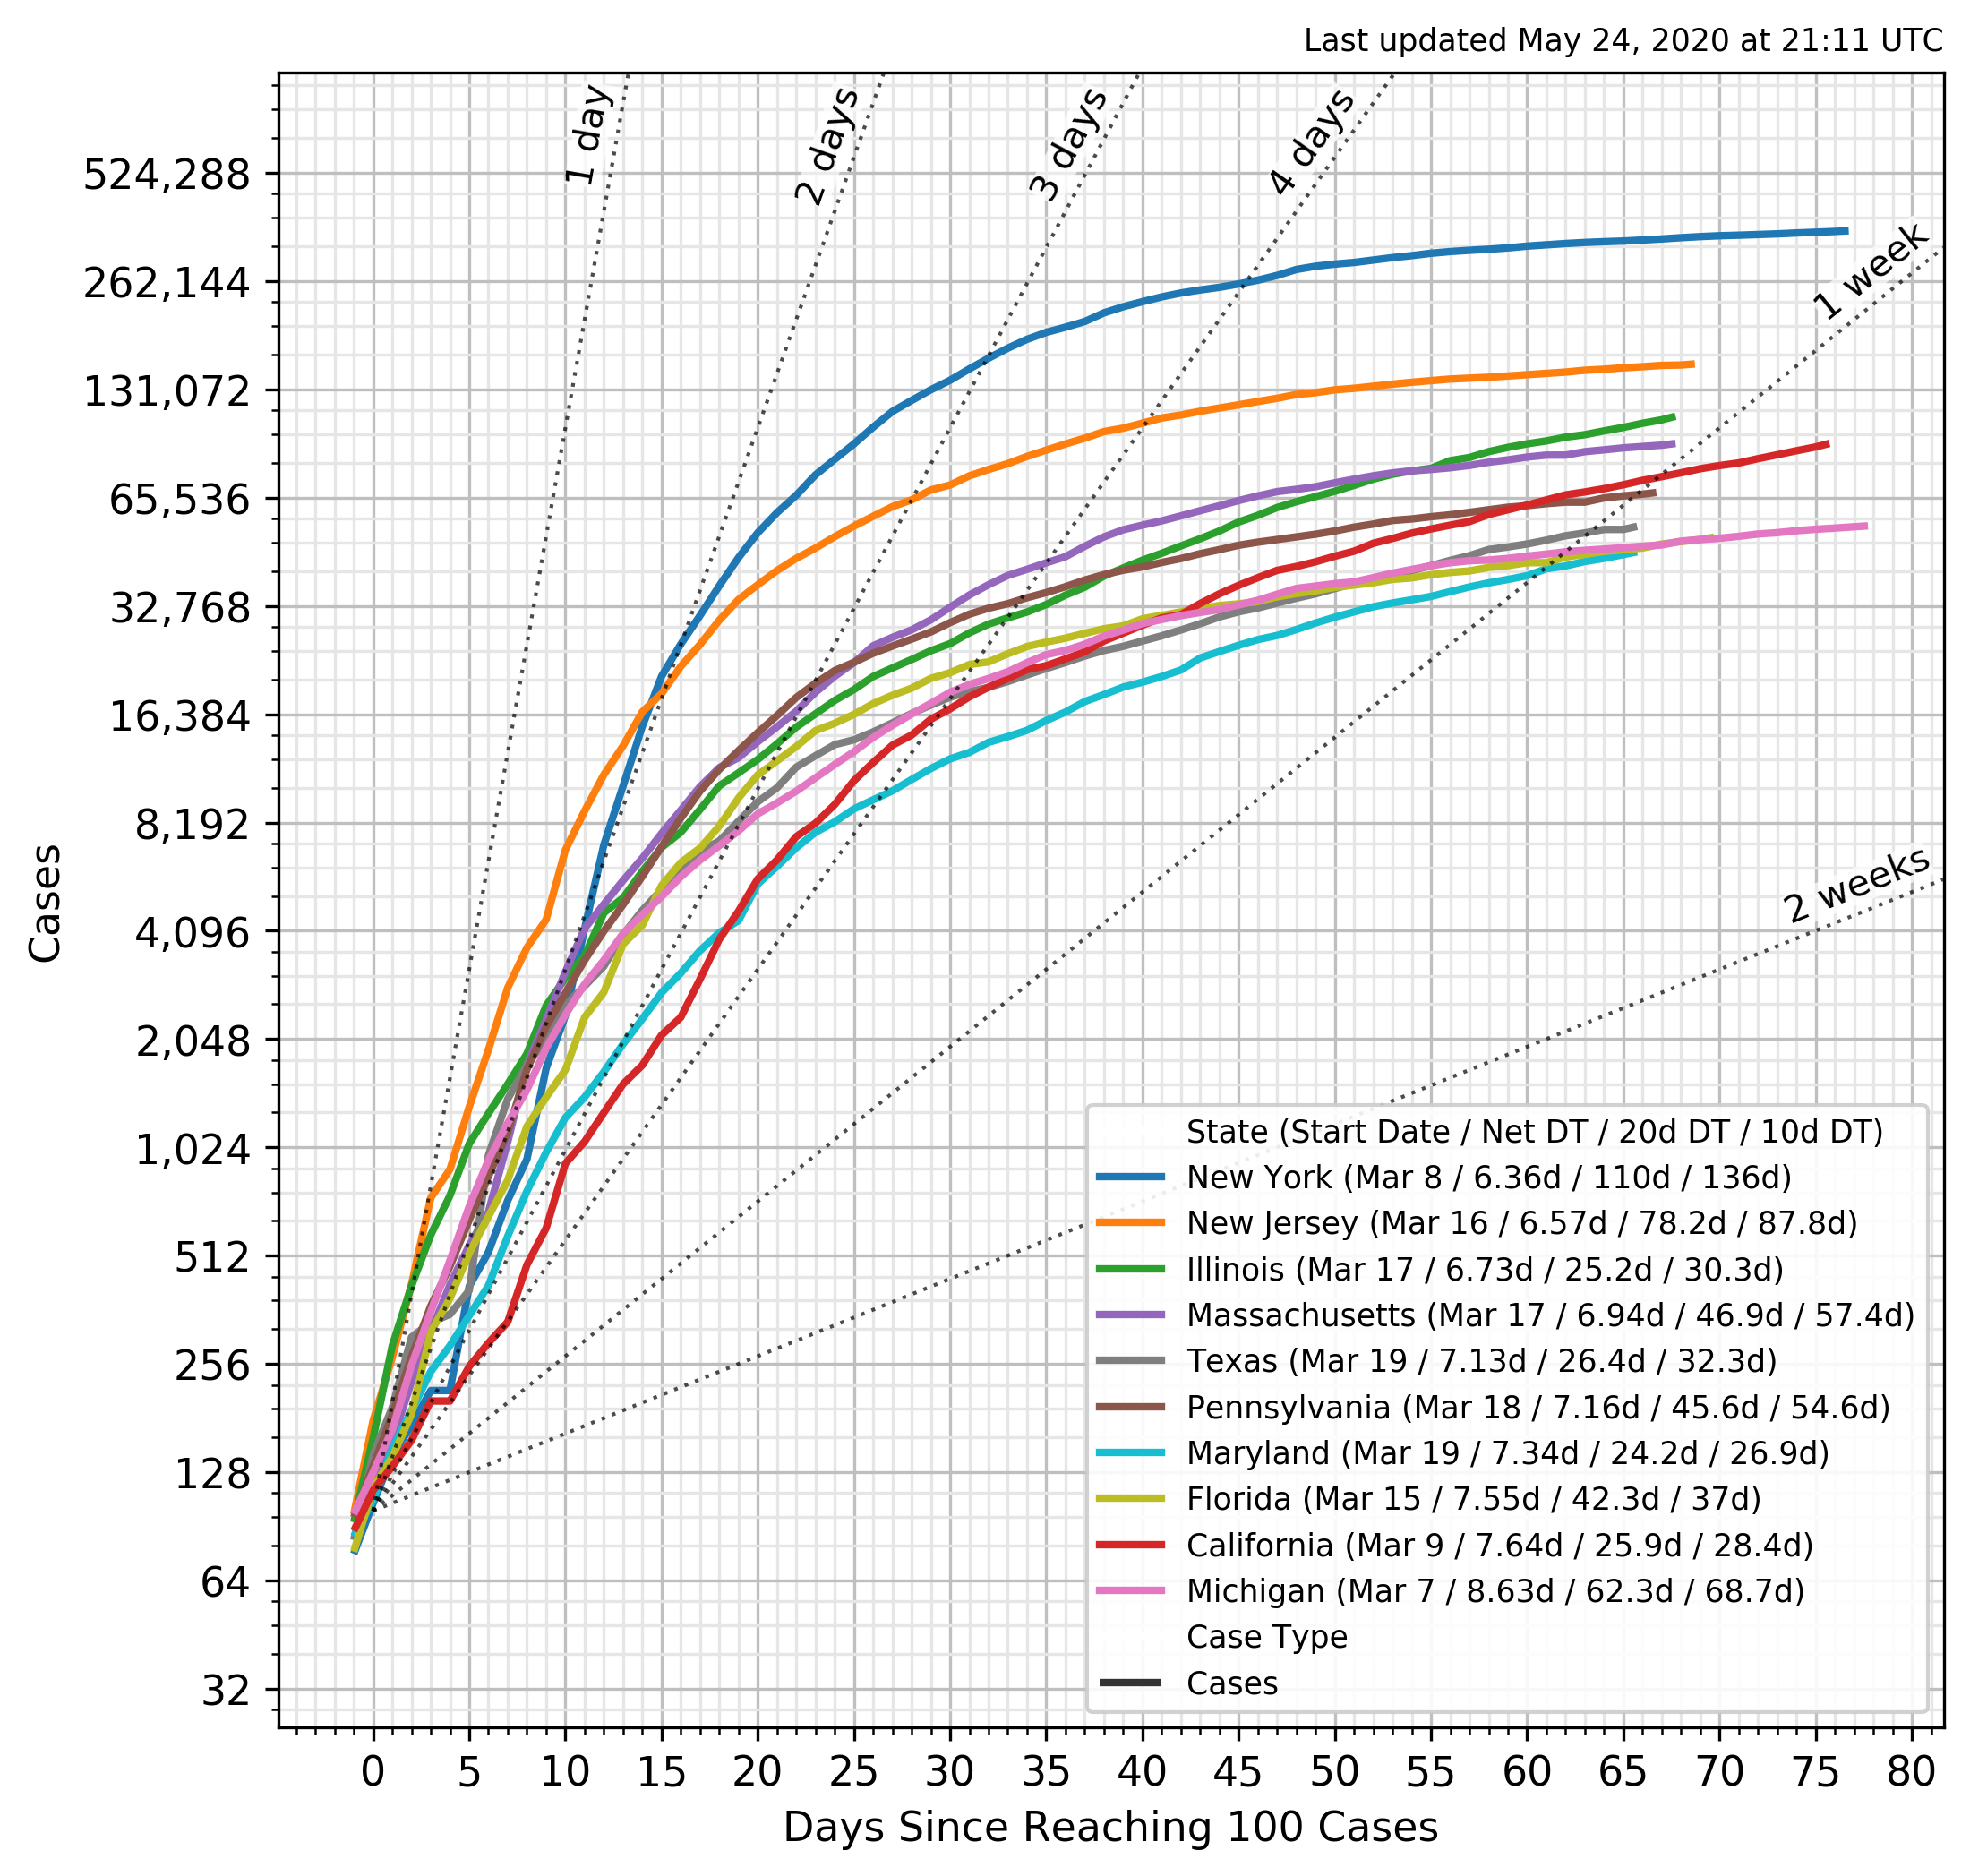 Last updated May 24, 2020 at 21:11 UTC
1 day
2 days
3 days
4 days
1 week
2 weeks
524,288
262,144
131,072
65,536
32,768
16,384
8,192
4,096
2,048
1,024
512
256
128
64
32
Cases
State (Start Date / Net DT / 20d DT / 10d DT)
New York (Mar 8 / 6.36d / 110d / 136d)
New Jersey (Mar 16 / 6.57d / 78.2d / 87.8d)
Illinois (Mar 17 / 6.73d / 25.2d / 30.3d)
Massachusetts (Mar 17 / 6.94d / 46.9d / 57.4d)
Texas (Mar 19 / 7.13d / 26.4d / 32.3d)
Pennsylvania (Mar 18 / 7.16d / 45.6d / 54.6d)
Maryland (Mar 19 / 7.34d / 24.2d / 26.9d)
Florida (Mar 15 / 7.55d / 42.3d / 37d)
California (Mar 9 / 7.64d / 25.9d / 28.4d)
Michigan (Mar 7 / 8.63d / 62.3d / 68.7d)
Case Type
Cases
0 5 10 15 20 25 30 35 40 45 50 55 60 65 70 75 80
Days Since Reaching 100 Cases